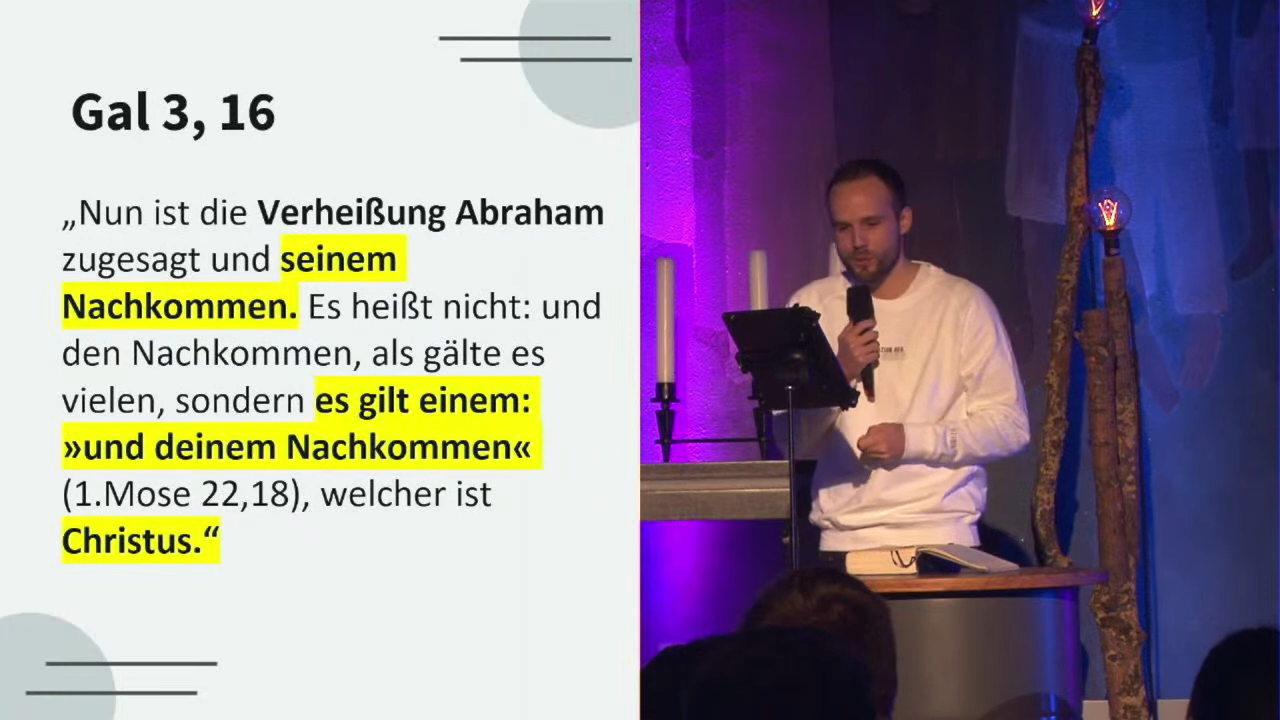 Gal 3, 16
„Nun ist die Verheißung Abraham
zugesagt und seinem
Nachkommen. Es heißt nicht: und
den Nachkommen, als gälte es
vielen, sondern es gilt einem:
»und deinem Nachkommen«
(1.Mose 22,18), welcher ist
Christus.“